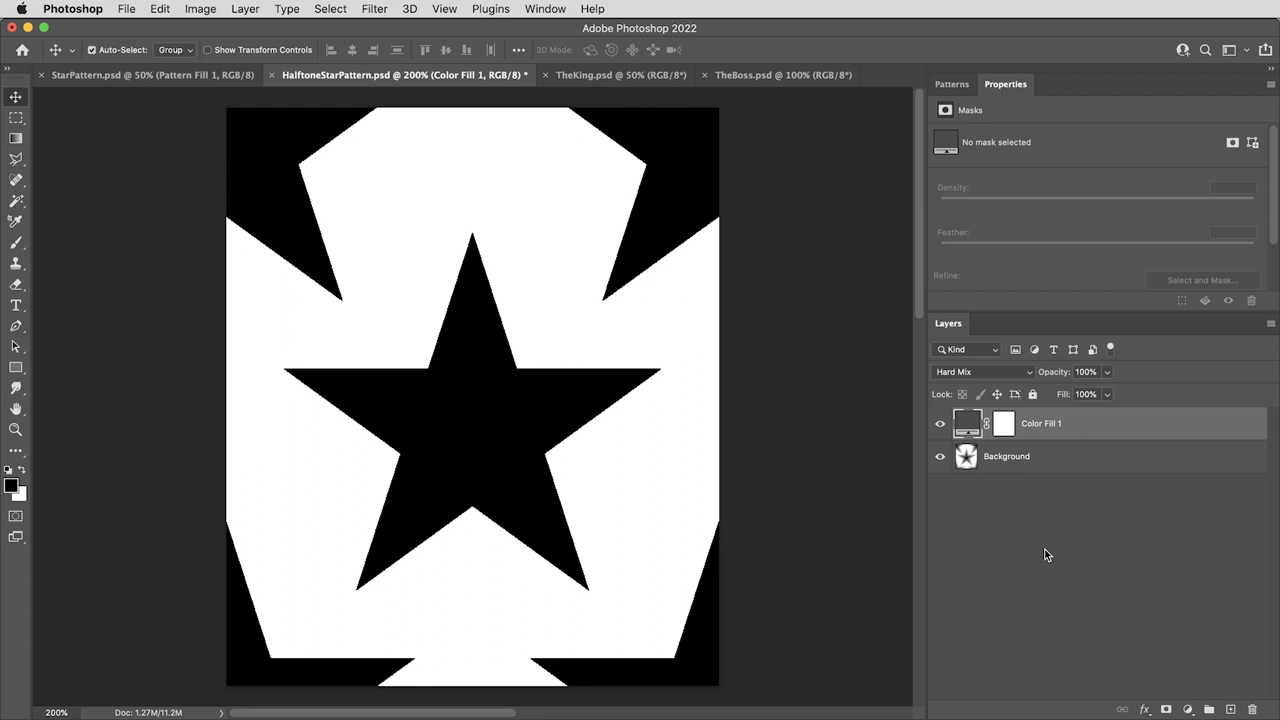 Photoshop File Edit Image Layer Type Select Filter 3D View Plugins Window Help
Adobe Photoshop 2022
Auto-Select: Group Show Transform Controls 3D Mode:
StarPattern.psd @ 50% (Pattern Fill 1, RGB/8) HalftoneStarPattern.psd @ 200% (Color Fill 1, RGB/8) * TheKing.psd @ 50% (RGB/8*) TheBoss.psd @ 100% (RGB/8*)
Patterns Properties
Masks
No mask selected
Density:
Feather:
Refine:
Select and Mask...
Layers
Kind
Hard Mix Opacity: 100%
Lock: Fill: 100%
Color Fill 1
Background
200% Doc: 1.27M/11.2M